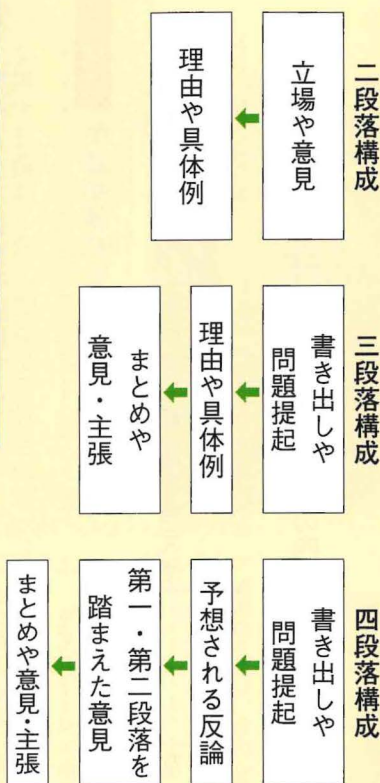 二段落構成
立場や意見
理由や具体例
三段落構成
書き出しや
問題提起
理由や具体例
まとめや
意見・主張
四段落構成
書き出しや
問題提起
予想される反論
第一・第二段落を
踏まえた意見
まとめや意見・主張